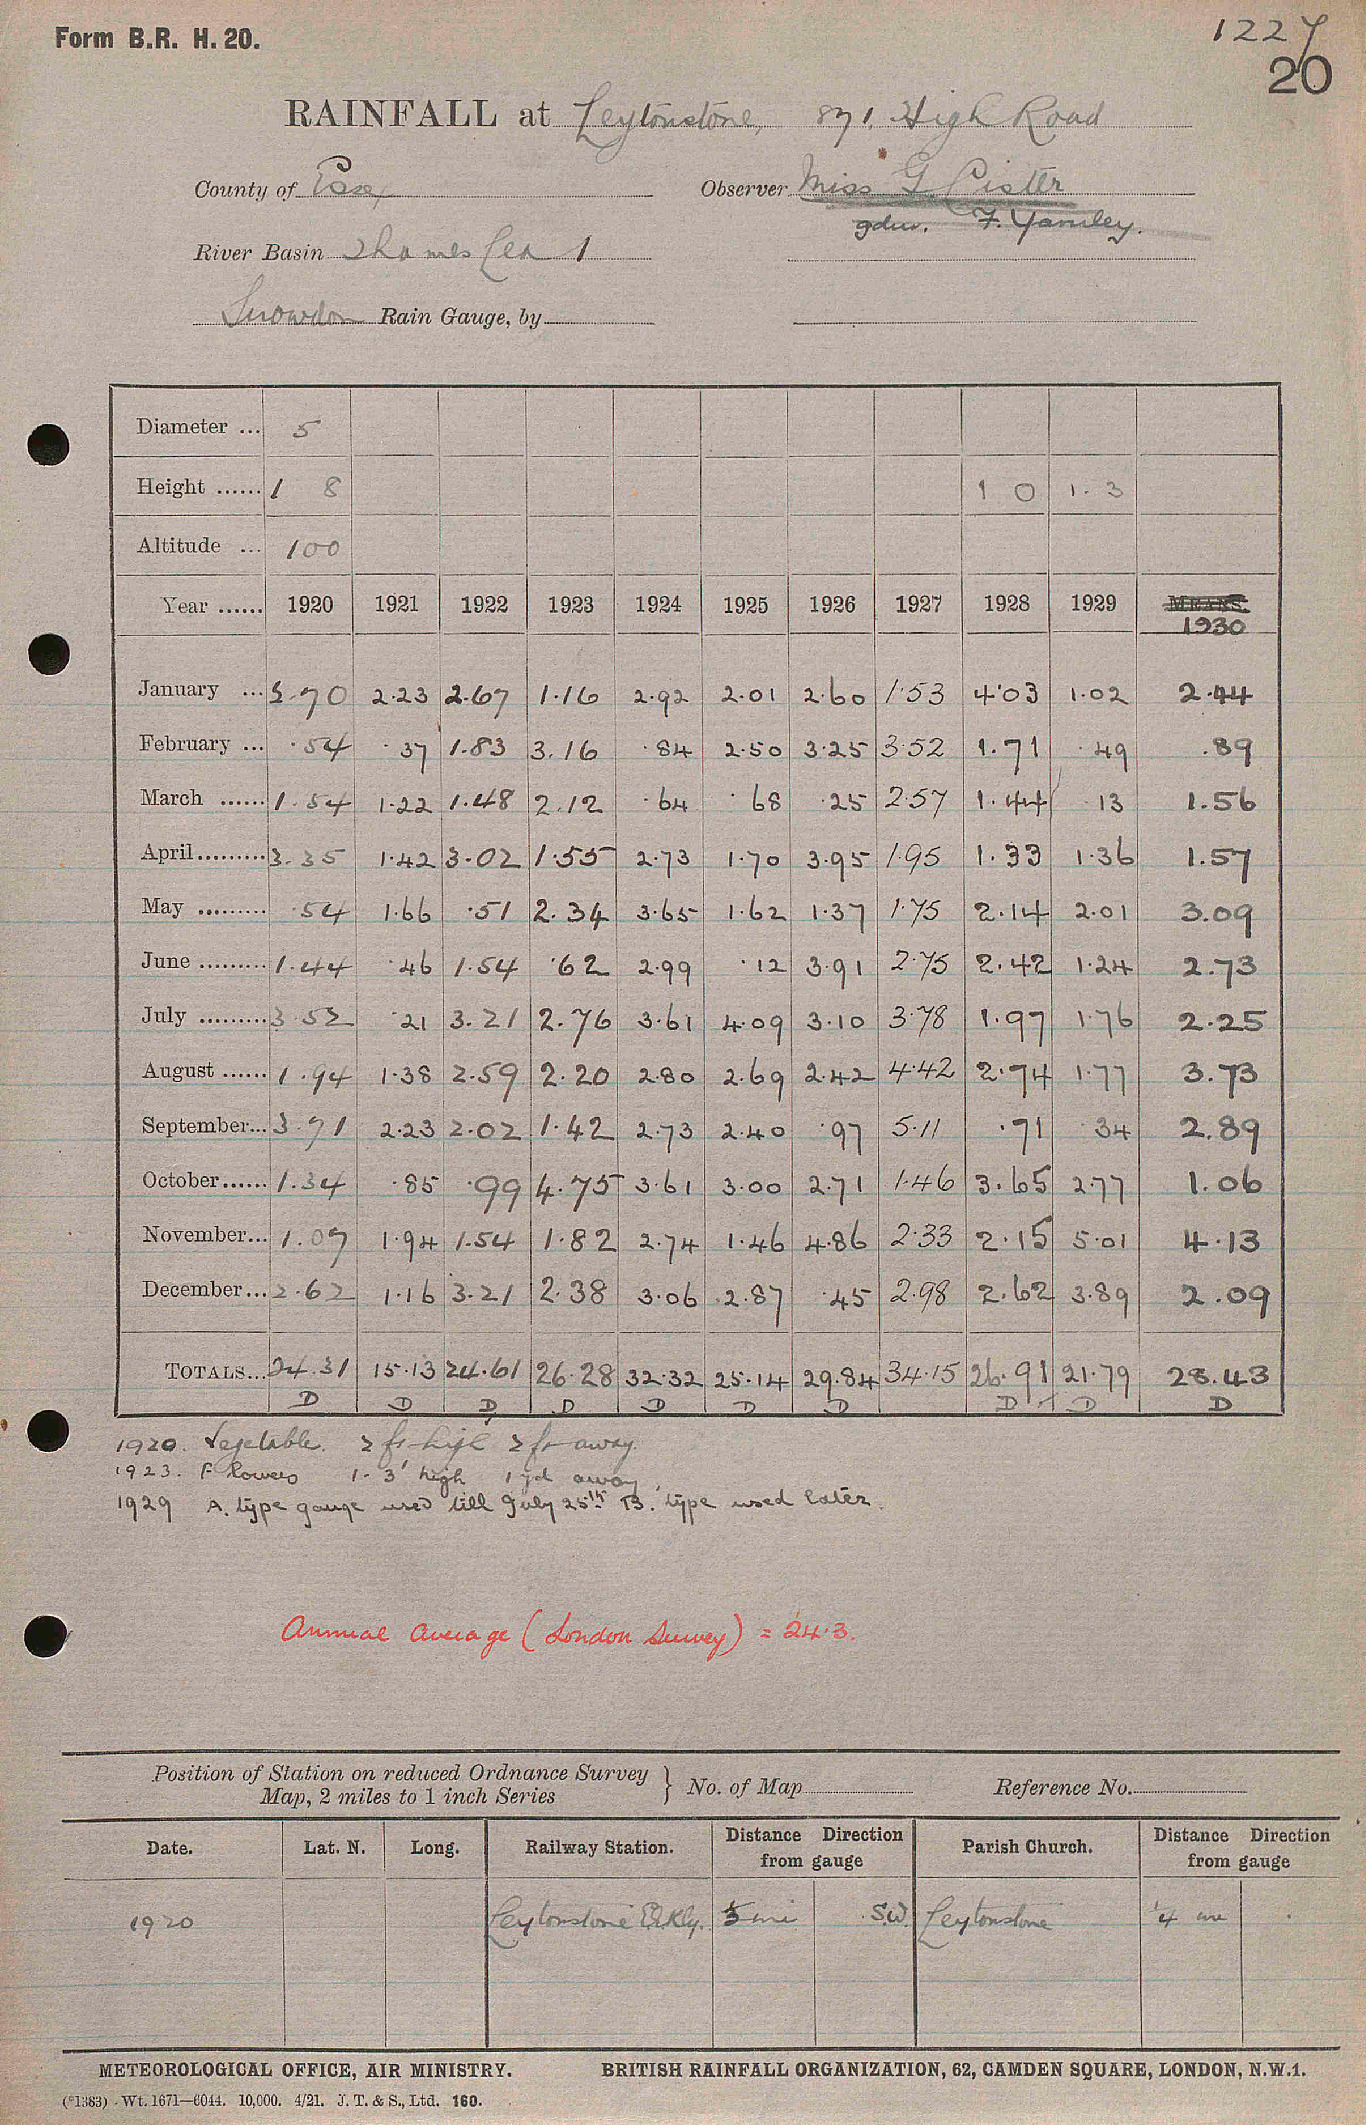 Form B.R. H. 20.
1227
20
RAINFALL at Leytonstone, 871. High Road
County of Essex Observer Miss G Lister
gdnr. F. Yarnley.
River Basin Thames Lea 1
Snowdon Rain Gauge, by
Diameter ... 5
Height ...... 1 8 1 0 1. 3
Altitude ... 100
Year ...... 1920 1921 1922 1923 1924 1925 1926 1927 1928 1929 MEANS.
1930
January ... 2.70 2.23 2.67 1.16 2.92 2.01 2.60 1.53 4.03 1.02 2.44
February ... .54 .37 1.83 3.16 .84 2.50 3.25 3.52 1.71 .49 .89
March ...... 1.54 1.22 1.48 2.12 .64 .68 .25 2.57 1.44 .13 1.56
April ......... 3.35 1.42 3.02 1.55 2.73 1.70 3.95 1.95 1.33 1.36 1.57
May ......... .54 1.66 .51 2.34 3.65 1.62 1.37 1.75 2.14 2.01 3.09
June ......... 1.44 .46 1.54 .62 2.99 .12 3.91 2.75 2.42 1.24 2.73
July ......... 3.52 .21 3.21 2.76 3.61 4.09 3.10 3.78 1.97 1.76 2.25
August ...... 1.94 1.38 2.59 2.20 2.80 2.69 2.42 4.42 2.74 1.77 3.73
September... 3.71 2.23 2.02 1.42 2.73 2.40 .97 5.11 .71 .34 2.89
October...... 1.34 .85 .99 4.75 3.61 3.00 2.71 1.46 3.65 2.77 1.06
November... 1.07 1.94 1.54 1.82 2.74 1.46 4.86 2.33 2.15 5.01 4.13
December... 2.62 1.16 3.21 2.38 3.06 2.87 .45 2.98 2.62 3.89 2.09
TOTALS... 24.31 15.13 24.61 26.28 32.32 25.14 29.84 34.15 26.91 21.79 28.43
D D D D D D D D D D
1920. Vegetable. 2 ft high 2 ft away.
1923. Flowers 1-3' high 1 yd away
1929 A. type gauge used till July 25th. B. type used later.
Annual average (London Survey) = 24.3.
Position of Station on reduced Ordnance Survey
Map, 2 miles to 1 inch Series } No. of Map Reference No.
Date. Lat. N. Long. Railway Station. Distance Direction from gauge Parish Church. Distance Direction from gauge
1920 Leytonstone mi S.W. Leytonstone 1/4 mi
METEOROLOGICAL OFFICE, AIR MINISTRY. BRITISH RAINFALL ORGANIZATION, 62, CAMDEN SQUARE, LONDON, N.W.1.
(*1383) Wt. 1671—6044. 10,000. 4/21. J. T. & S., Ltd. 160.